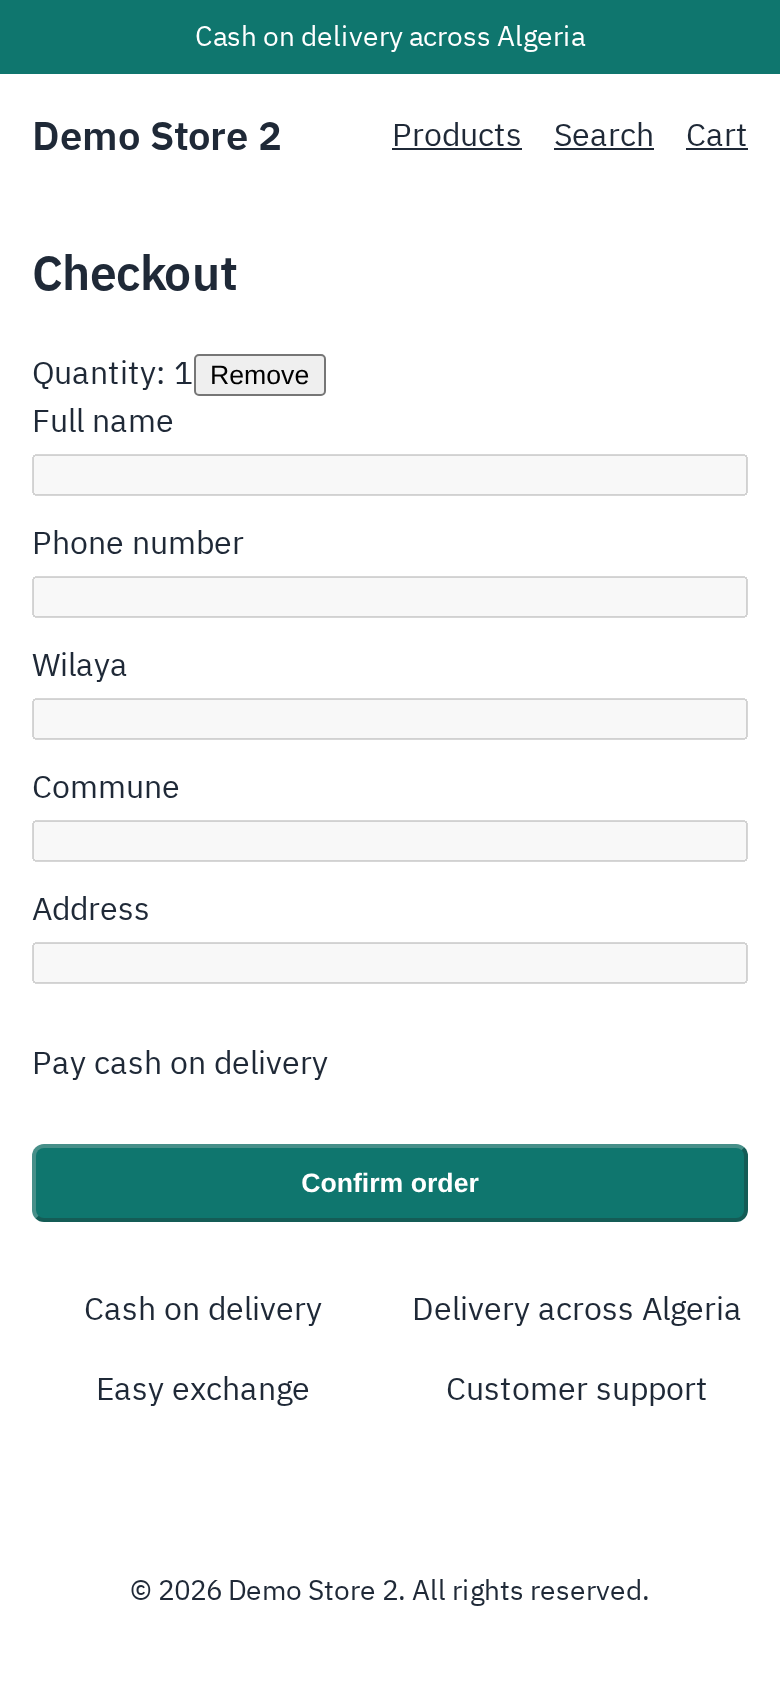 Cash on delivery across Algeria
Demo Store 2 Products Search Cart
Checkout
Quantity: 1 Remove
Full name
Phone number
Wilaya
Commune
Address
Pay cash on delivery
Confirm order
Cash on delivery Delivery across Algeria
Easy exchange Customer support
© 2026 Demo Store 2. All rights reserved.